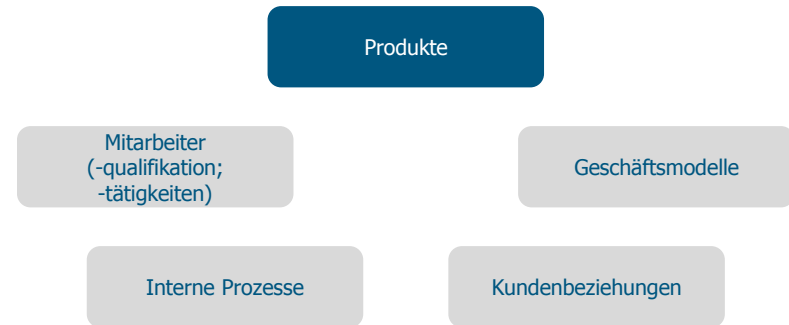 Produkte
Mitarbeiter
(-qualifikation;
-tätigkeiten)
Geschäftsmodelle
Interne Prozesse
Kundenbeziehungen